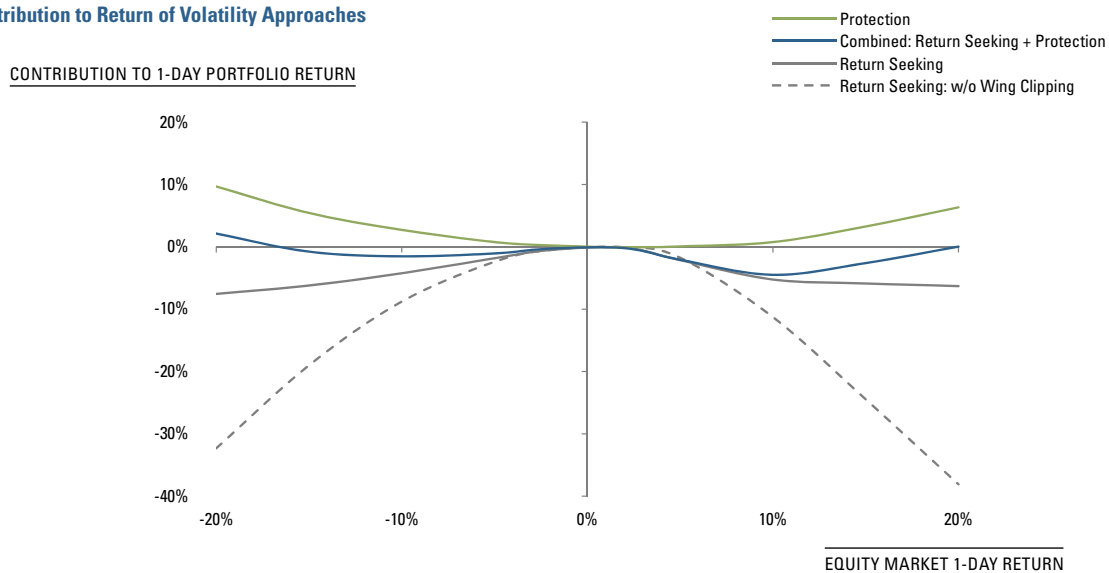 tribution to Return of Volatility Approaches
Protection
Combined: Return Seeking + Protection
Return Seeking
Return Seeking: w/o Wing Clipping
CONTRIBUTION TO 1-DAY PORTFOLIO RETURN
20%
10%
0%
-10%
-20%
-30%
-40%
-20%
-10%
0%
10%
20%
EQUITY MARKET 1-DAY RETURN